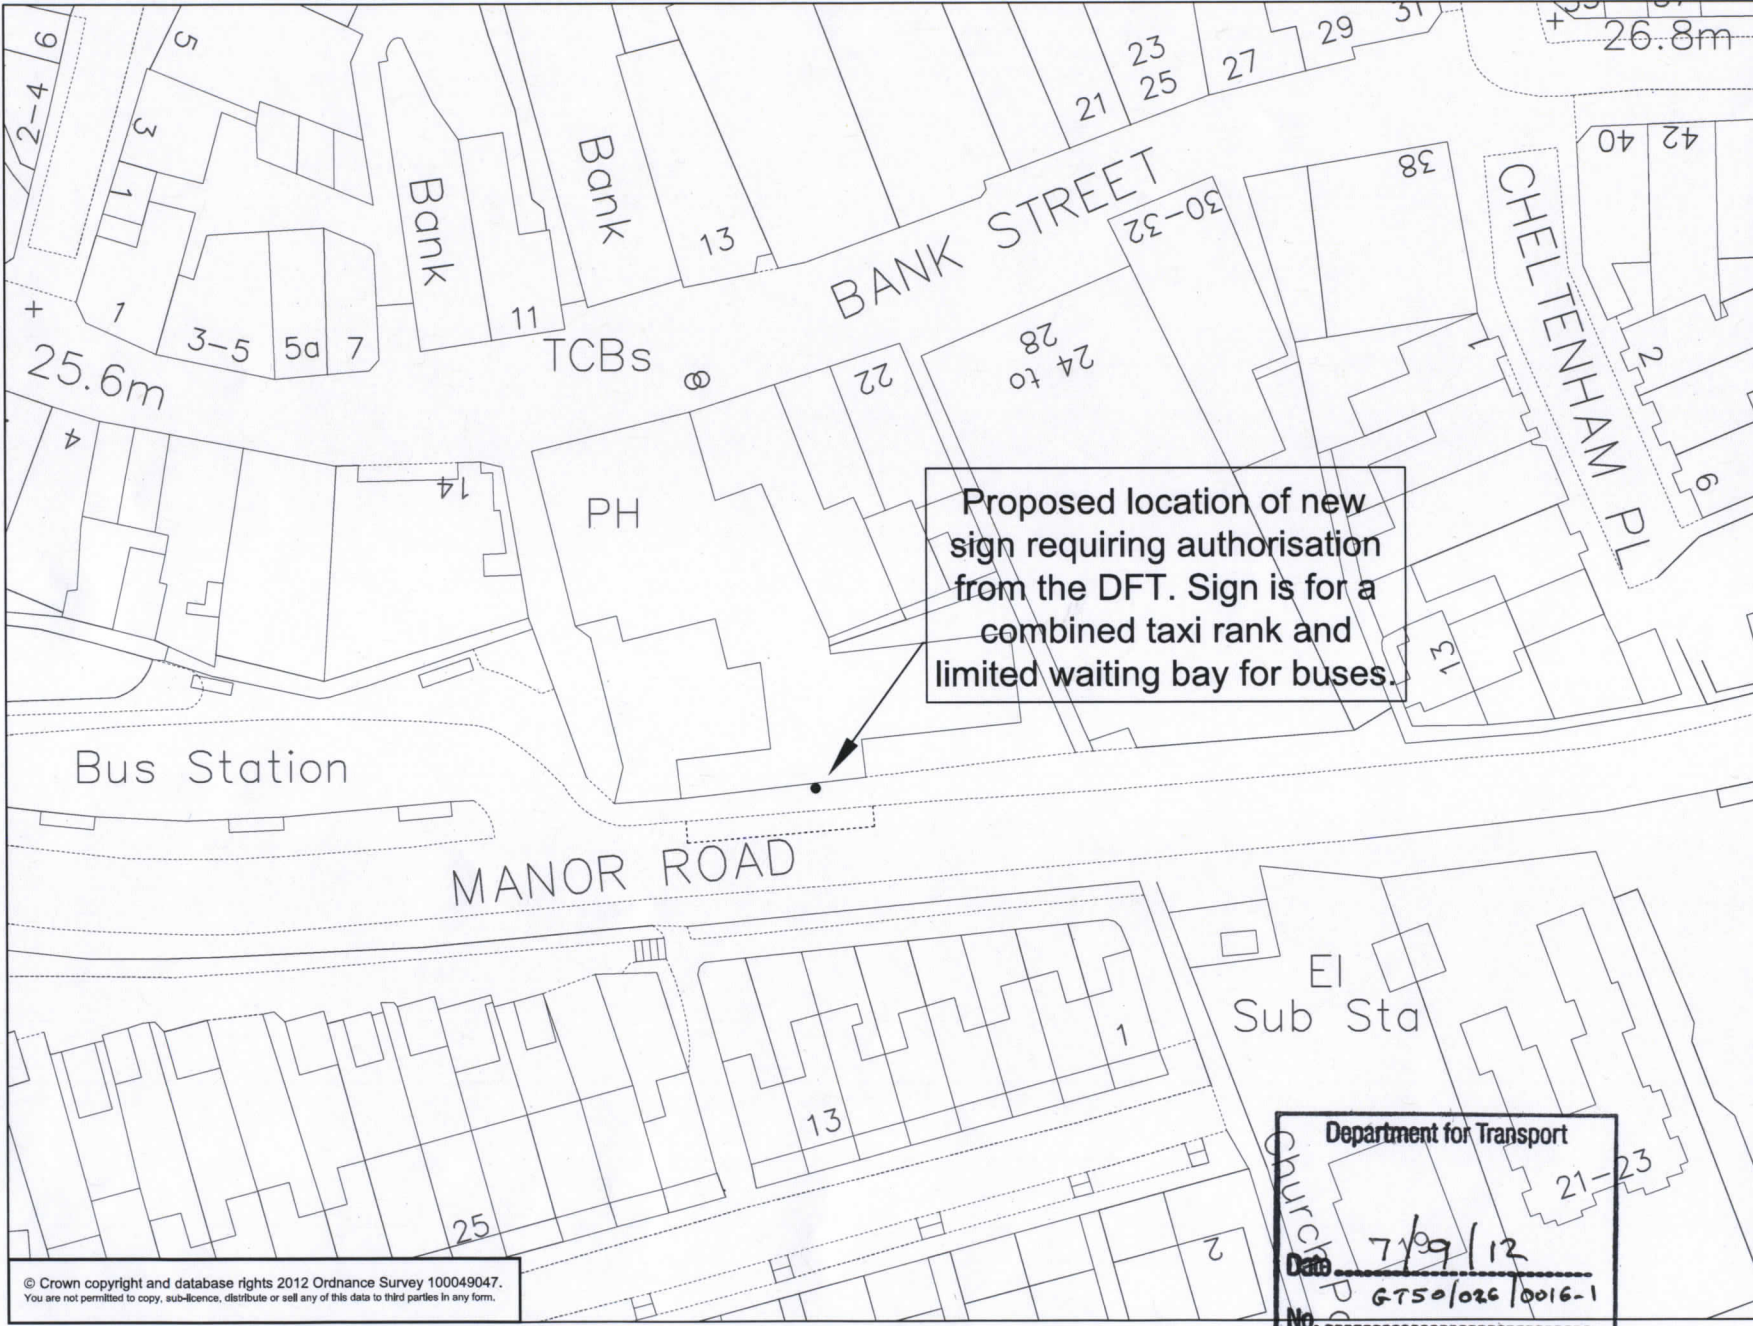 6
2-4
5
3
1
1
3-5
5a
7
+
25.6m
Bank
11
Bank
13
TCBs
BANK STREET
21
23
25
27
29
31
26.8m
+
22
24 to
28
30-32
38
40
42
CHELTENHAM PL
1
2
6
13
4
14
PH
Proposed location of new
sign requiring authorisation
from the DFT. Sign is for a
combined taxi rank and
limited waiting bay for buses.
Bus Station
MANOR ROAD
El
Sub Sta
1
13
25
2
21-23
Church
Department for Transport
Date 7/09/12
GT50/026/0016-1
No.
© Crown copyright and database rights 2012 Ordnance Survey 100049047.
You are not permitted to copy, sub-licence, distribute or sell any of this data to third parties in any form.